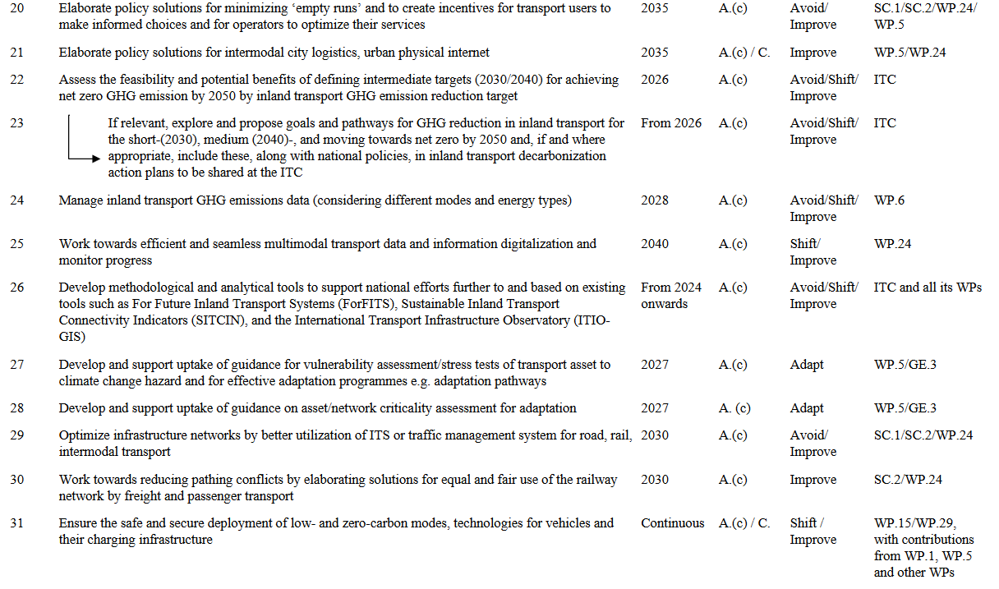 20 Elaborate policy solutions for minimizing ‘empty runs’ and to create incentives for transport users to 2035 A.(c) Avoid/ SC.1/SC.2/WP.24/
make informed choices and for operators to optimize their services Improve WP.5
21 Elaborate policy solutions for intermodal city logistics, urban physical internet 2035 A.(c) / C. Improve WP.5/WP.24
22 Assess the feasibility and potential benefits of defining intermediate targets (2030/2040) for achieving 2026 A.(c) Avoid/Shift/ ITC
net zero GHG emission by 2050 by inland transport GHG emission reduction target Improve
23 If relevant, explore and propose goals and pathways for GHG reduction in inland transport for From 2026 A.(c) Avoid/Shift/ ITC
the short-(2030), medium (2040)-, and moving towards net zero by 2050 and, if and where Improve
appropriate, include these, along with national policies, in inland transport decarbonization
action plans to be shared at the ITC
24 Manage inland transport GHG emissions data (considering different modes and energy types) 2028 A.(c) Avoid/Shift/ WP.6
Improve
25 Work towards efficient and seamless multimodal transport data and information digitalization and 2040 A.(c) Shift/ WP.24
monitor progress Improve
26 Develop methodological and analytical tools to support national efforts further to and based on existing From 2024 A.(c) Avoid/Shift/ ITC and all its WPs
tools such as For Future Inland Transport Systems (ForFITS), Sustainable Inland Transport onwards Improve
Connectivity Indicators (SITCIN), and the International Transport Infrastructure Observatory (ITIO-
GIS)
27 Develop and support uptake of guidance for vulnerability assessment/stress tests of transport asset to 2027 A.(c) Adapt WP.5/GE.3
climate change hazard and for effective adaptation programmes e.g. adaptation pathways
28 Develop and support uptake of guidance on asset/network criticality assessment for adaptation 2027 A. (c) Adapt WP.5/GE.3
29 Optimize infrastructure networks by better utilization of ITS or traffic management system for road, rail, 2030 A.(c) Avoid/ SC.1/SC.2/WP.24
intermodal transport Improve
30 Work towards reducing pathing conflicts by elaborating solutions for equal and fair use of the railway 2030 A.(c) Improve SC.2/WP.24
network by freight and passenger transport
31 Ensure the safe and secure deployment of low- and zero-carbon modes, technologies for vehicles and Continuous A.(c) / C. Shift / WP.15/WP.29,
their charging infrastructure Improve with contributions
from WP.1, WP.5
and other WPs